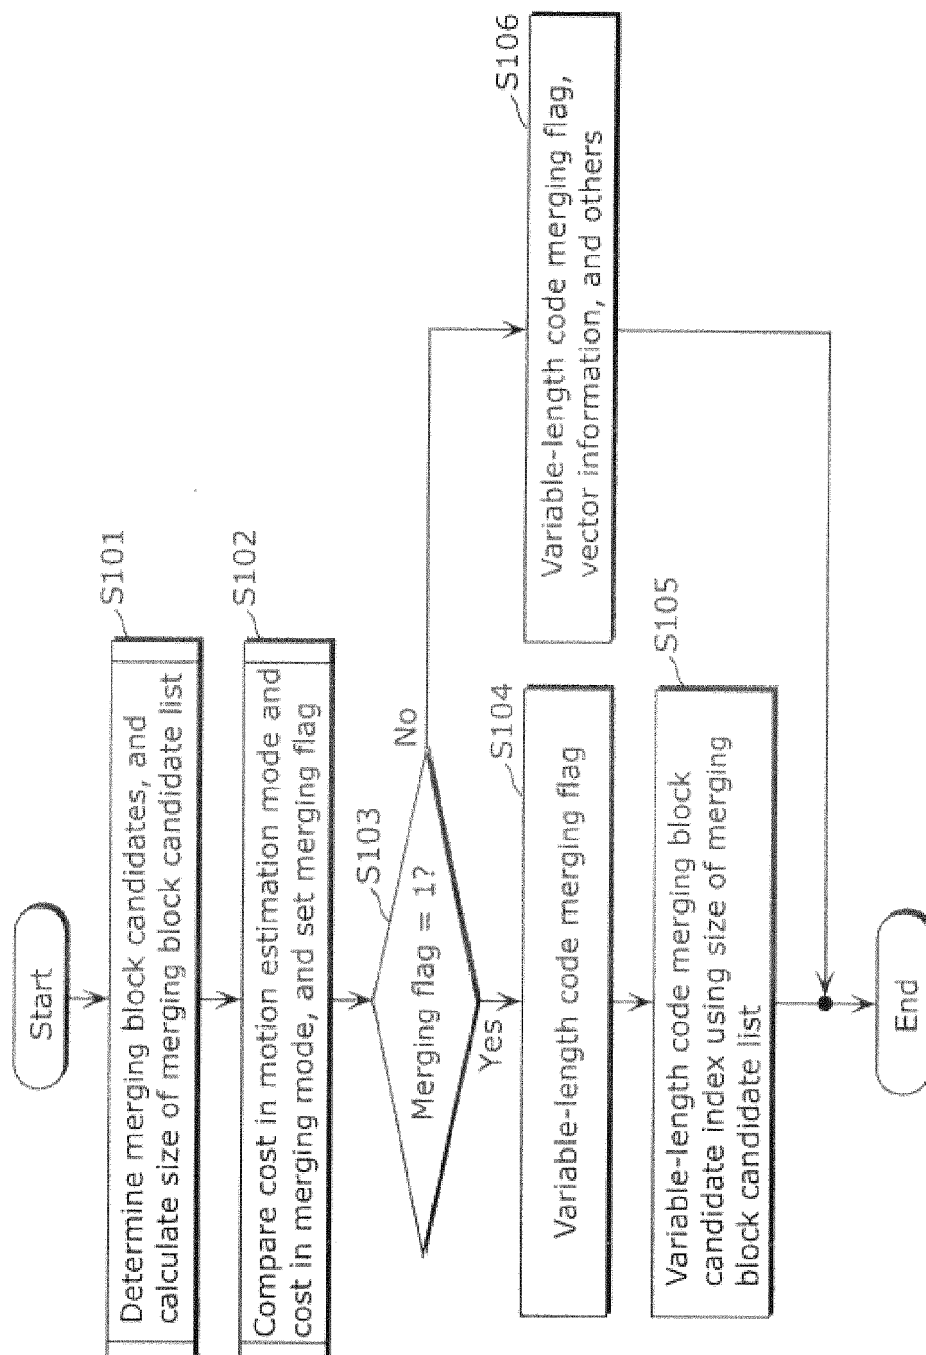 Start
S101
Determine merging block candidates, and
calculate size of merging block candidate list
S102
Compare cost in motion estimation mode and
cost in merging mode, and set merging flag
S103
Merging flag = 1?
No
Yes
S104
Variable-length code merging flag
S105
Variable-length code merging block
candidate index using size of merging
block candidate list
S106
Variable-length code merging flag,
vector information, and others
End